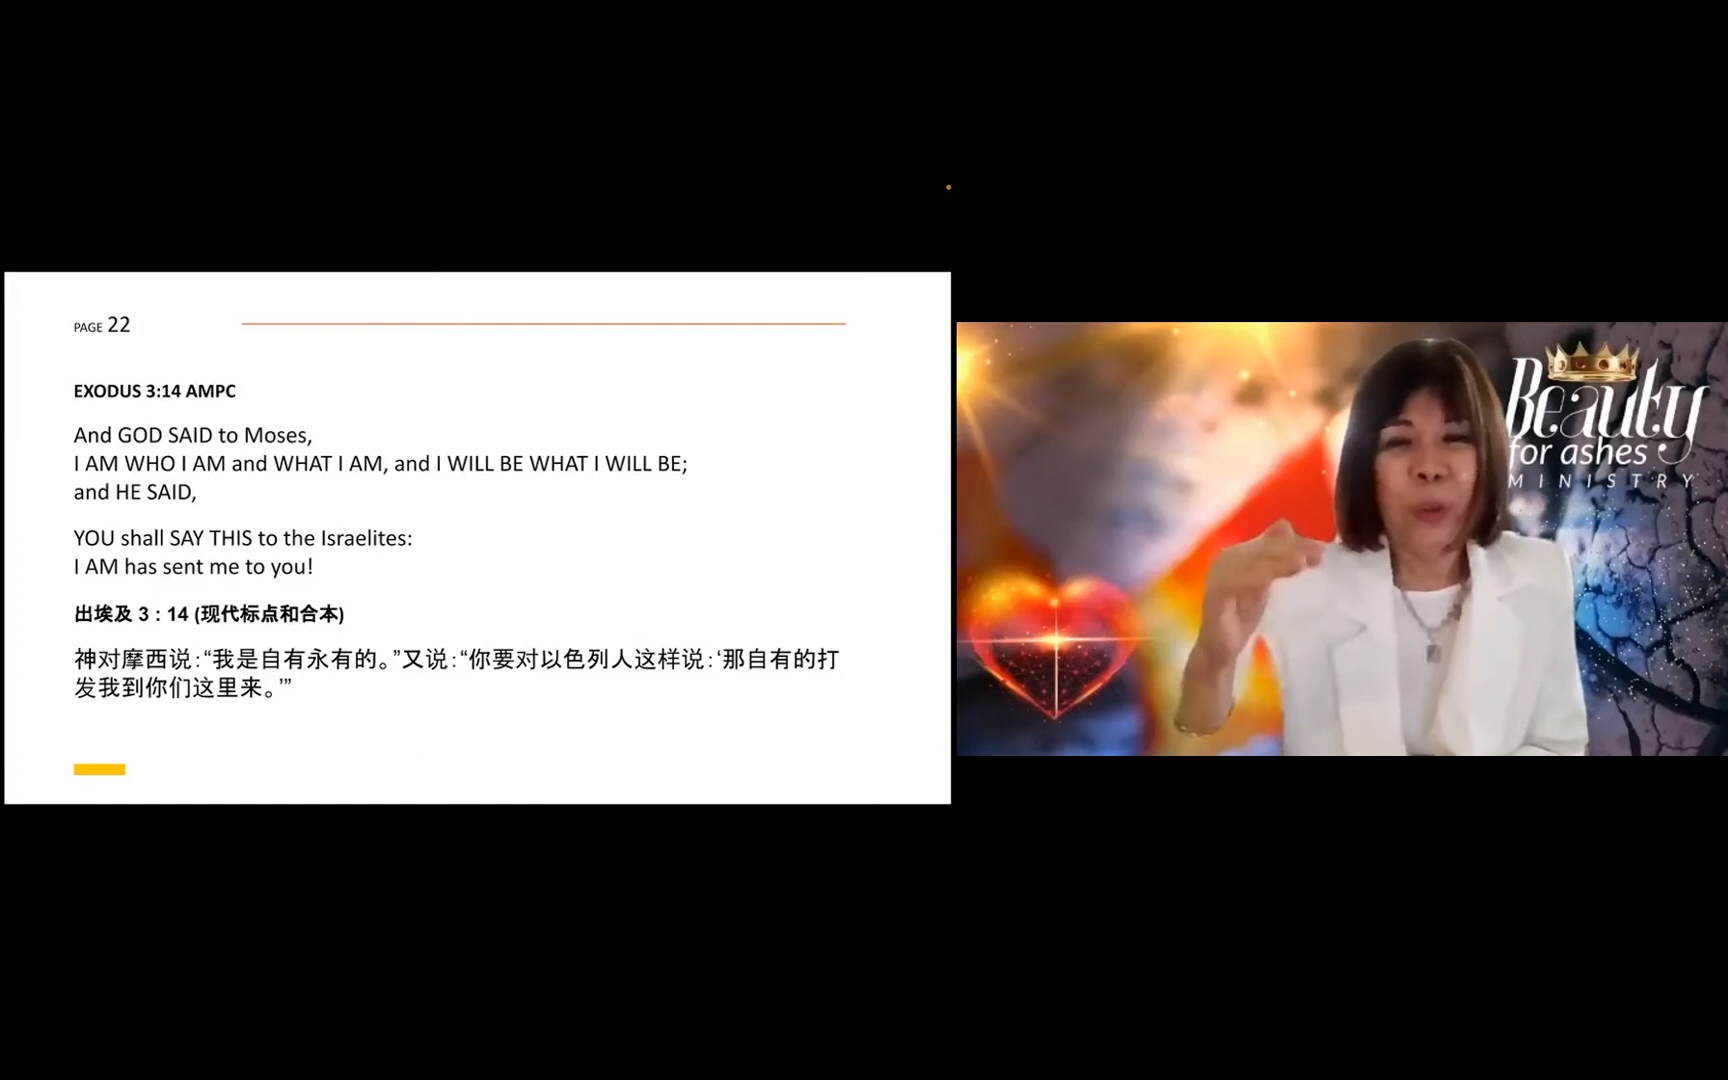 PAGE 22
EXODUS 3:14 AMPC
And GOD SAID to Moses,
I AM WHO I AM and WHAT I AM, and I WILL BE WHAT I WILL BE;
and HE SAID,
YOU shall SAY THIS to the Israelites:
I AM has sent me to you!
出埃及 3 : 14 (现代标点和合本)
神对摩西说:“我是自有永有的。”又说:“你要对以色列人这样说:‘那自有的打
发我到你们这里来。’”
Beauty
for ashes
MINISTRY